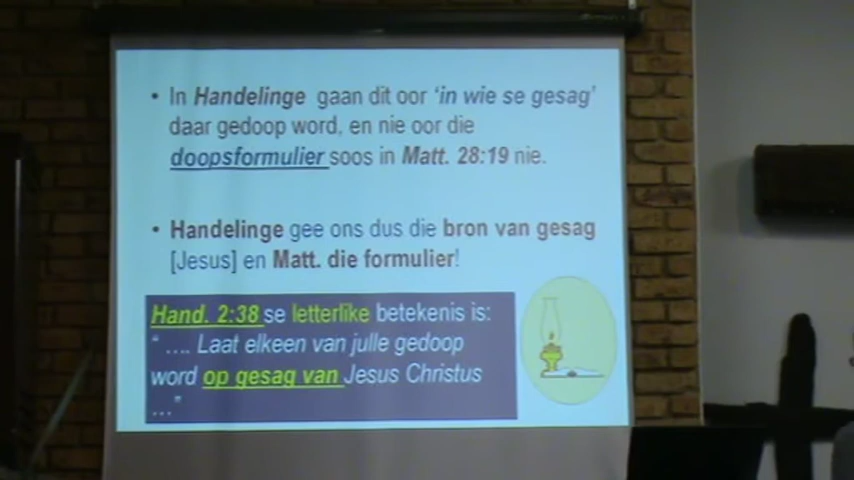 • In Handelinge gaan dit oor 'in wie se gesag'
daar gedoop word, en nie oor die
doopsformulier soos in Matt. 28:19 nie.
• Handelinge gee ons dus die bron van gesag
[Jesus] en Matt. die formulier!
Hand. 2:38 se letterlike betekenis is:
" .... Laat elkeen van julle gedoop
word op gesag van Jesus Christus
..."